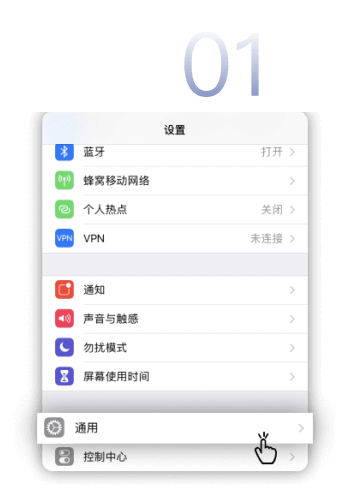 01
设置
蓝牙 打开
蜂窝移动网络
个人热点 关闭
VPN VPN 未连接
通知
声音与触感
勿扰模式
屏幕使用时间
通用
控制中心